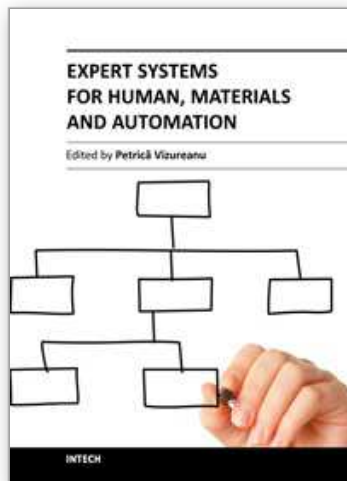 EXPERT SYSTEMS
FOR HUMAN, MATERIALS
AND AUTOMATION
Edited by Petrică Vizureanu
INTECH